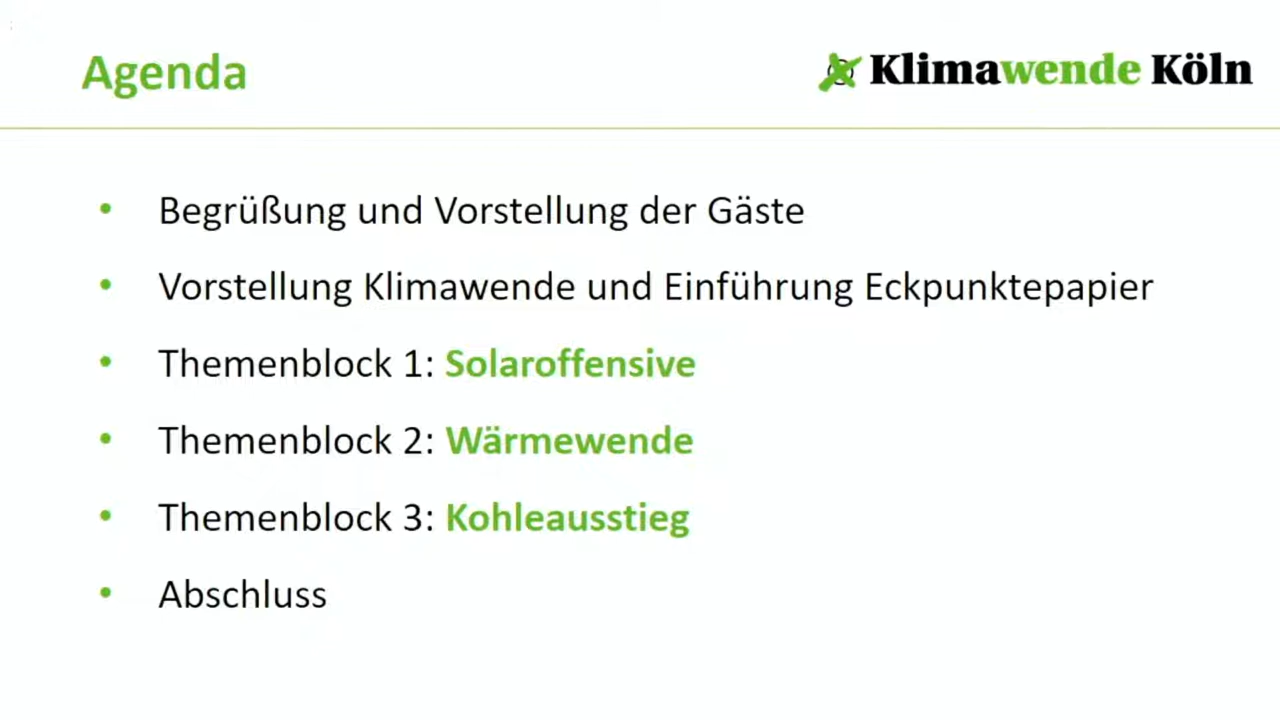 Agenda
Klimawende Köln
• Begrüßung und Vorstellung der Gäste
• Vorstellung Klimawende und Einführung Eckpunktepapier
• Themenblock 1: Solaroffensive
• Themenblock 2: Wärmewende
• Themenblock 3: Kohleausstieg
• Abschluss